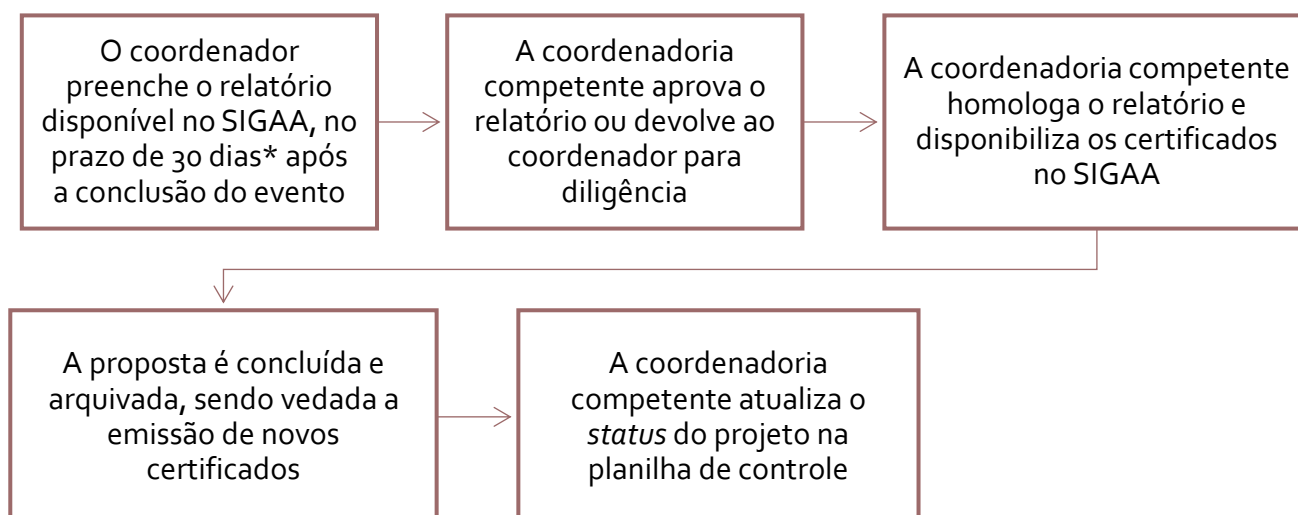 O coordenador
preenche o relatório
disponível no SIGAA, no
prazo de 30 dias* após
a conclusão do evento
A coordenadoria
competente aprova o
relatório ou devolve ao
coordenador para
diligência
A coordenadoria competente
homologa o relatório e
disponibiliza os certificados
no SIGAA
A proposta é concluída e
arquivada, sendo vedada a
emissão de novos
certificados
A coordenadoria
competente atualiza o
status do projeto na
planilha de controle